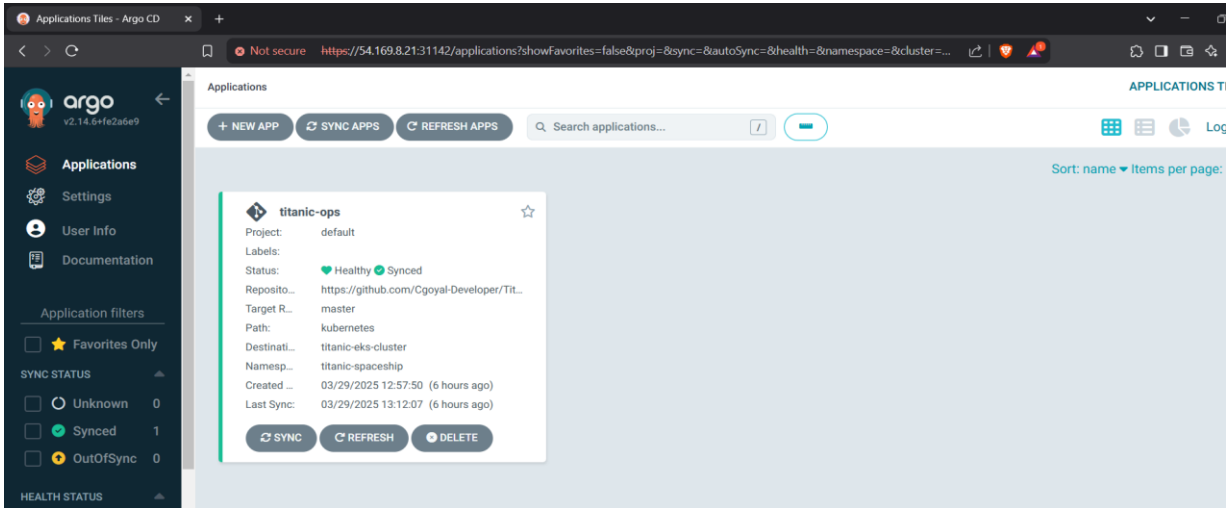 Applications Tiles - Argo CD
Not secure https://54.169.8.21:31142/applications?showFavorites=false&proj=&sync=&autoSync=&health=&namespace=&cluster=...
argo
v2.14.6+fe2a6e9
Applications
Settings
User Info
Documentation
Application filters
Favorites Only
SYNC STATUS
Unknown 0
Synced 1
OutOfSync 0
HEALTH STATUS
Applications
APPLICATIONS TI
+ NEW APP
SYNC APPS
REFRESH APPS
Search applications...
/
Log
Sort: name Items per page:
titanic-ops
Project: default
Labels:
Status: Healthy Synced
Reposito... https://github.com/Cgoyal-Developer/Tit...
Target R... master
Path: kubernetes
Destinati... titanic-eks-cluster
Namesp... titanic-spaceship
Created ... 03/29/2025 12:57:50 (6 hours ago)
Last Sync: 03/29/2025 13:12:07 (6 hours ago)
SYNC
REFRESH
DELETE